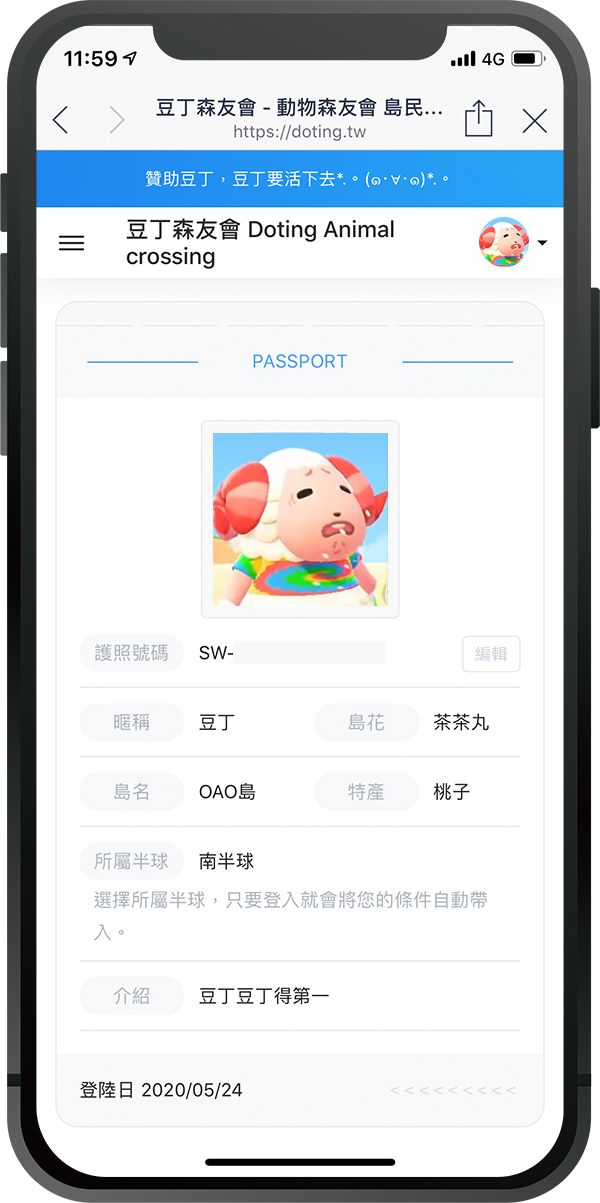 11:59 4G
豆丁森友會 - 動物森友會 島民…
https://doting.tw
贊助豆丁，豆丁要活下去*.。(๑･∀･๑)*.。
豆丁森友會 Doting Animal
crossing
PASSPORT
護照號碼 SW- 編輯
暱稱 豆丁 島花 茶茶丸
島名 OAO島 特產 桃子
所屬半球 南半球
選擇所屬半球，只要登入就會將您的條件自動帶
入。
介紹 豆丁豆丁得第一
登陸日 2020/05/24 <<<<<<<<<